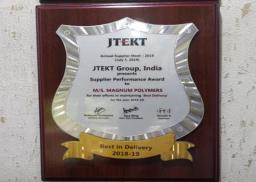 JTEKT
Annual Supplier Meet - 2019
(July 5, 2019)
JTEKT Group, India
presents
Supplier Performance Award
to
M/S. MAGNUM POLYMERS
for their efforts in maintaining 'Best Delivery'
for the year 2018-19
Best in Delivery
2018-19